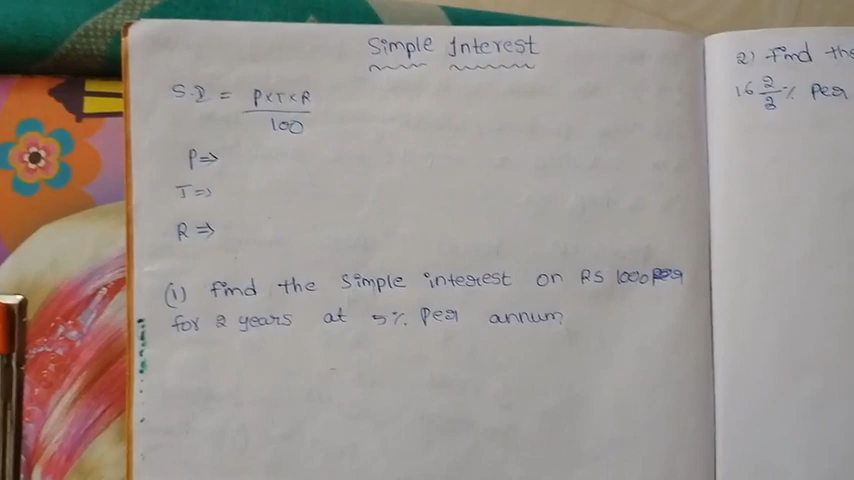 Simple Interest
S.I = P×T×R
100
P⇒
T⇒
R⇒
(1) Find the simple interest on RS 1000
for 2 years at 5% per annum
2) Find the
16 2/3 % per